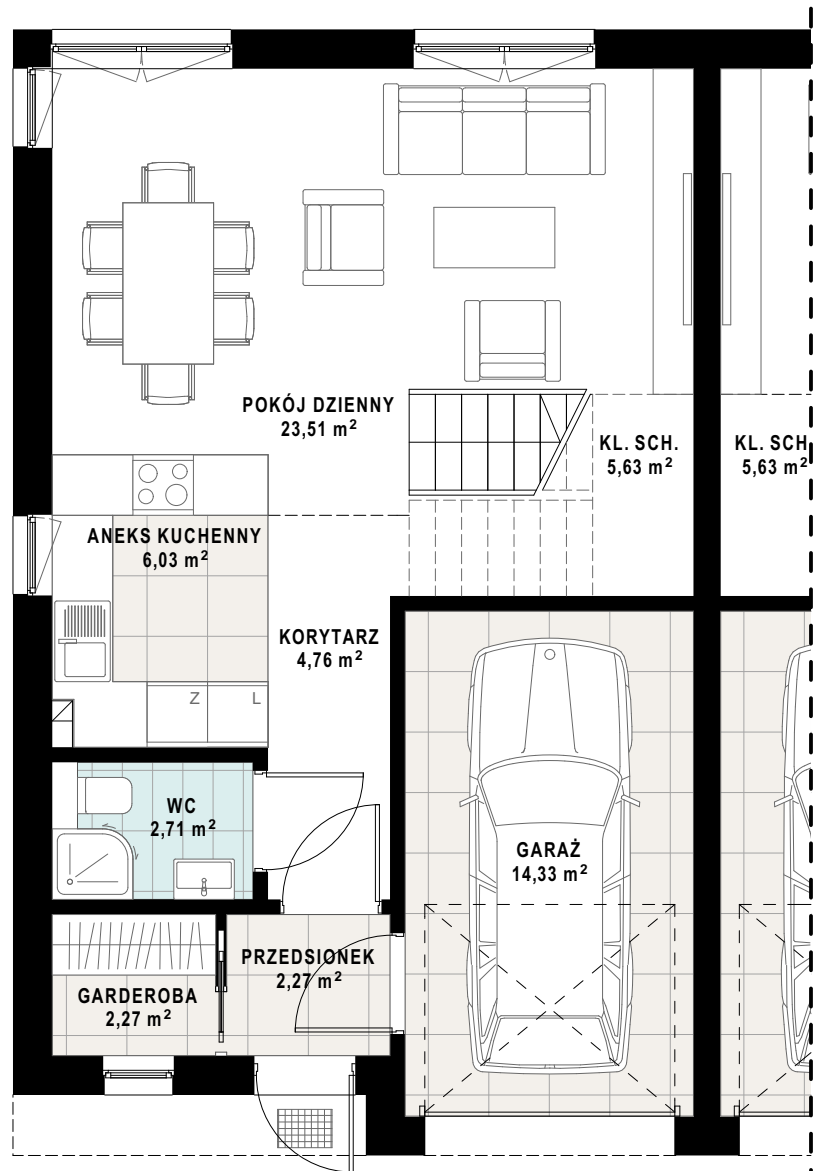 POKÓJ DZIENNY
23,51 m²
KL. SCH.
5,63 m²
KL. SCH
5,63 m²
ANEKS KUCHENNY
6,03 m²
KORYTARZ
4,76 m²
Z
L
WC
2,71 m²
GARAŻ
14,33 m²
PRZEDSIONEK
2,27 m²
GARDEROBA
2,27 m²